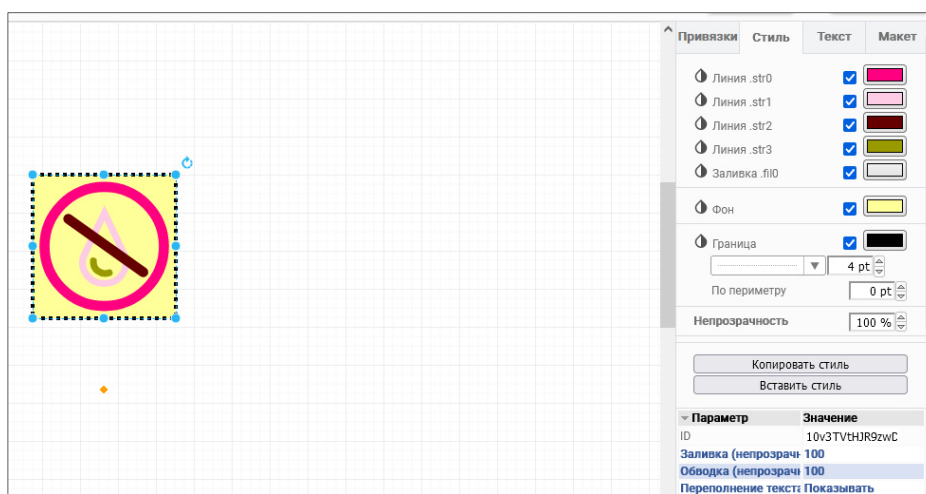 Привязки Стиль Текст Макет
Линия .str0
Линия .str1
Линия .str2
Линия .str3
Заливка .fil0
Фон
Граница
4 pt
По периметру 0 pt
Непрозрачность 100 %
Копировать стиль
Вставить стиль
Параметр Значение
ID 10v3TVtHJR9zwD
Заливка (непрозрачн 100
Обводка (непрозрачн 100
Переполнение текста Показывать